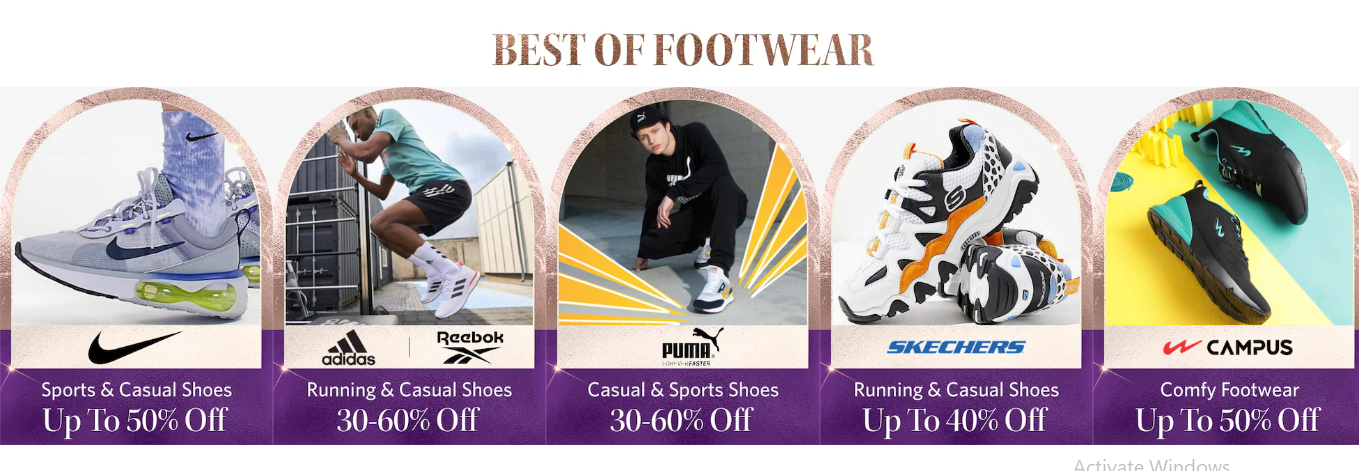 BEST OF FOOTWEAR
adidas
Reebok
PUMA
FOREVER FASTER
SKECHERS
CAMPUS
Sports & Casual Shoes
Running & Casual Shoes
Casual & Sports Shoes
Running & Casual Shoes
Comfy Footwear
Up To 50% Off
30-60% Off
30-60% Off
Up To 40% Off
Up To 50% Off
Activate Windows